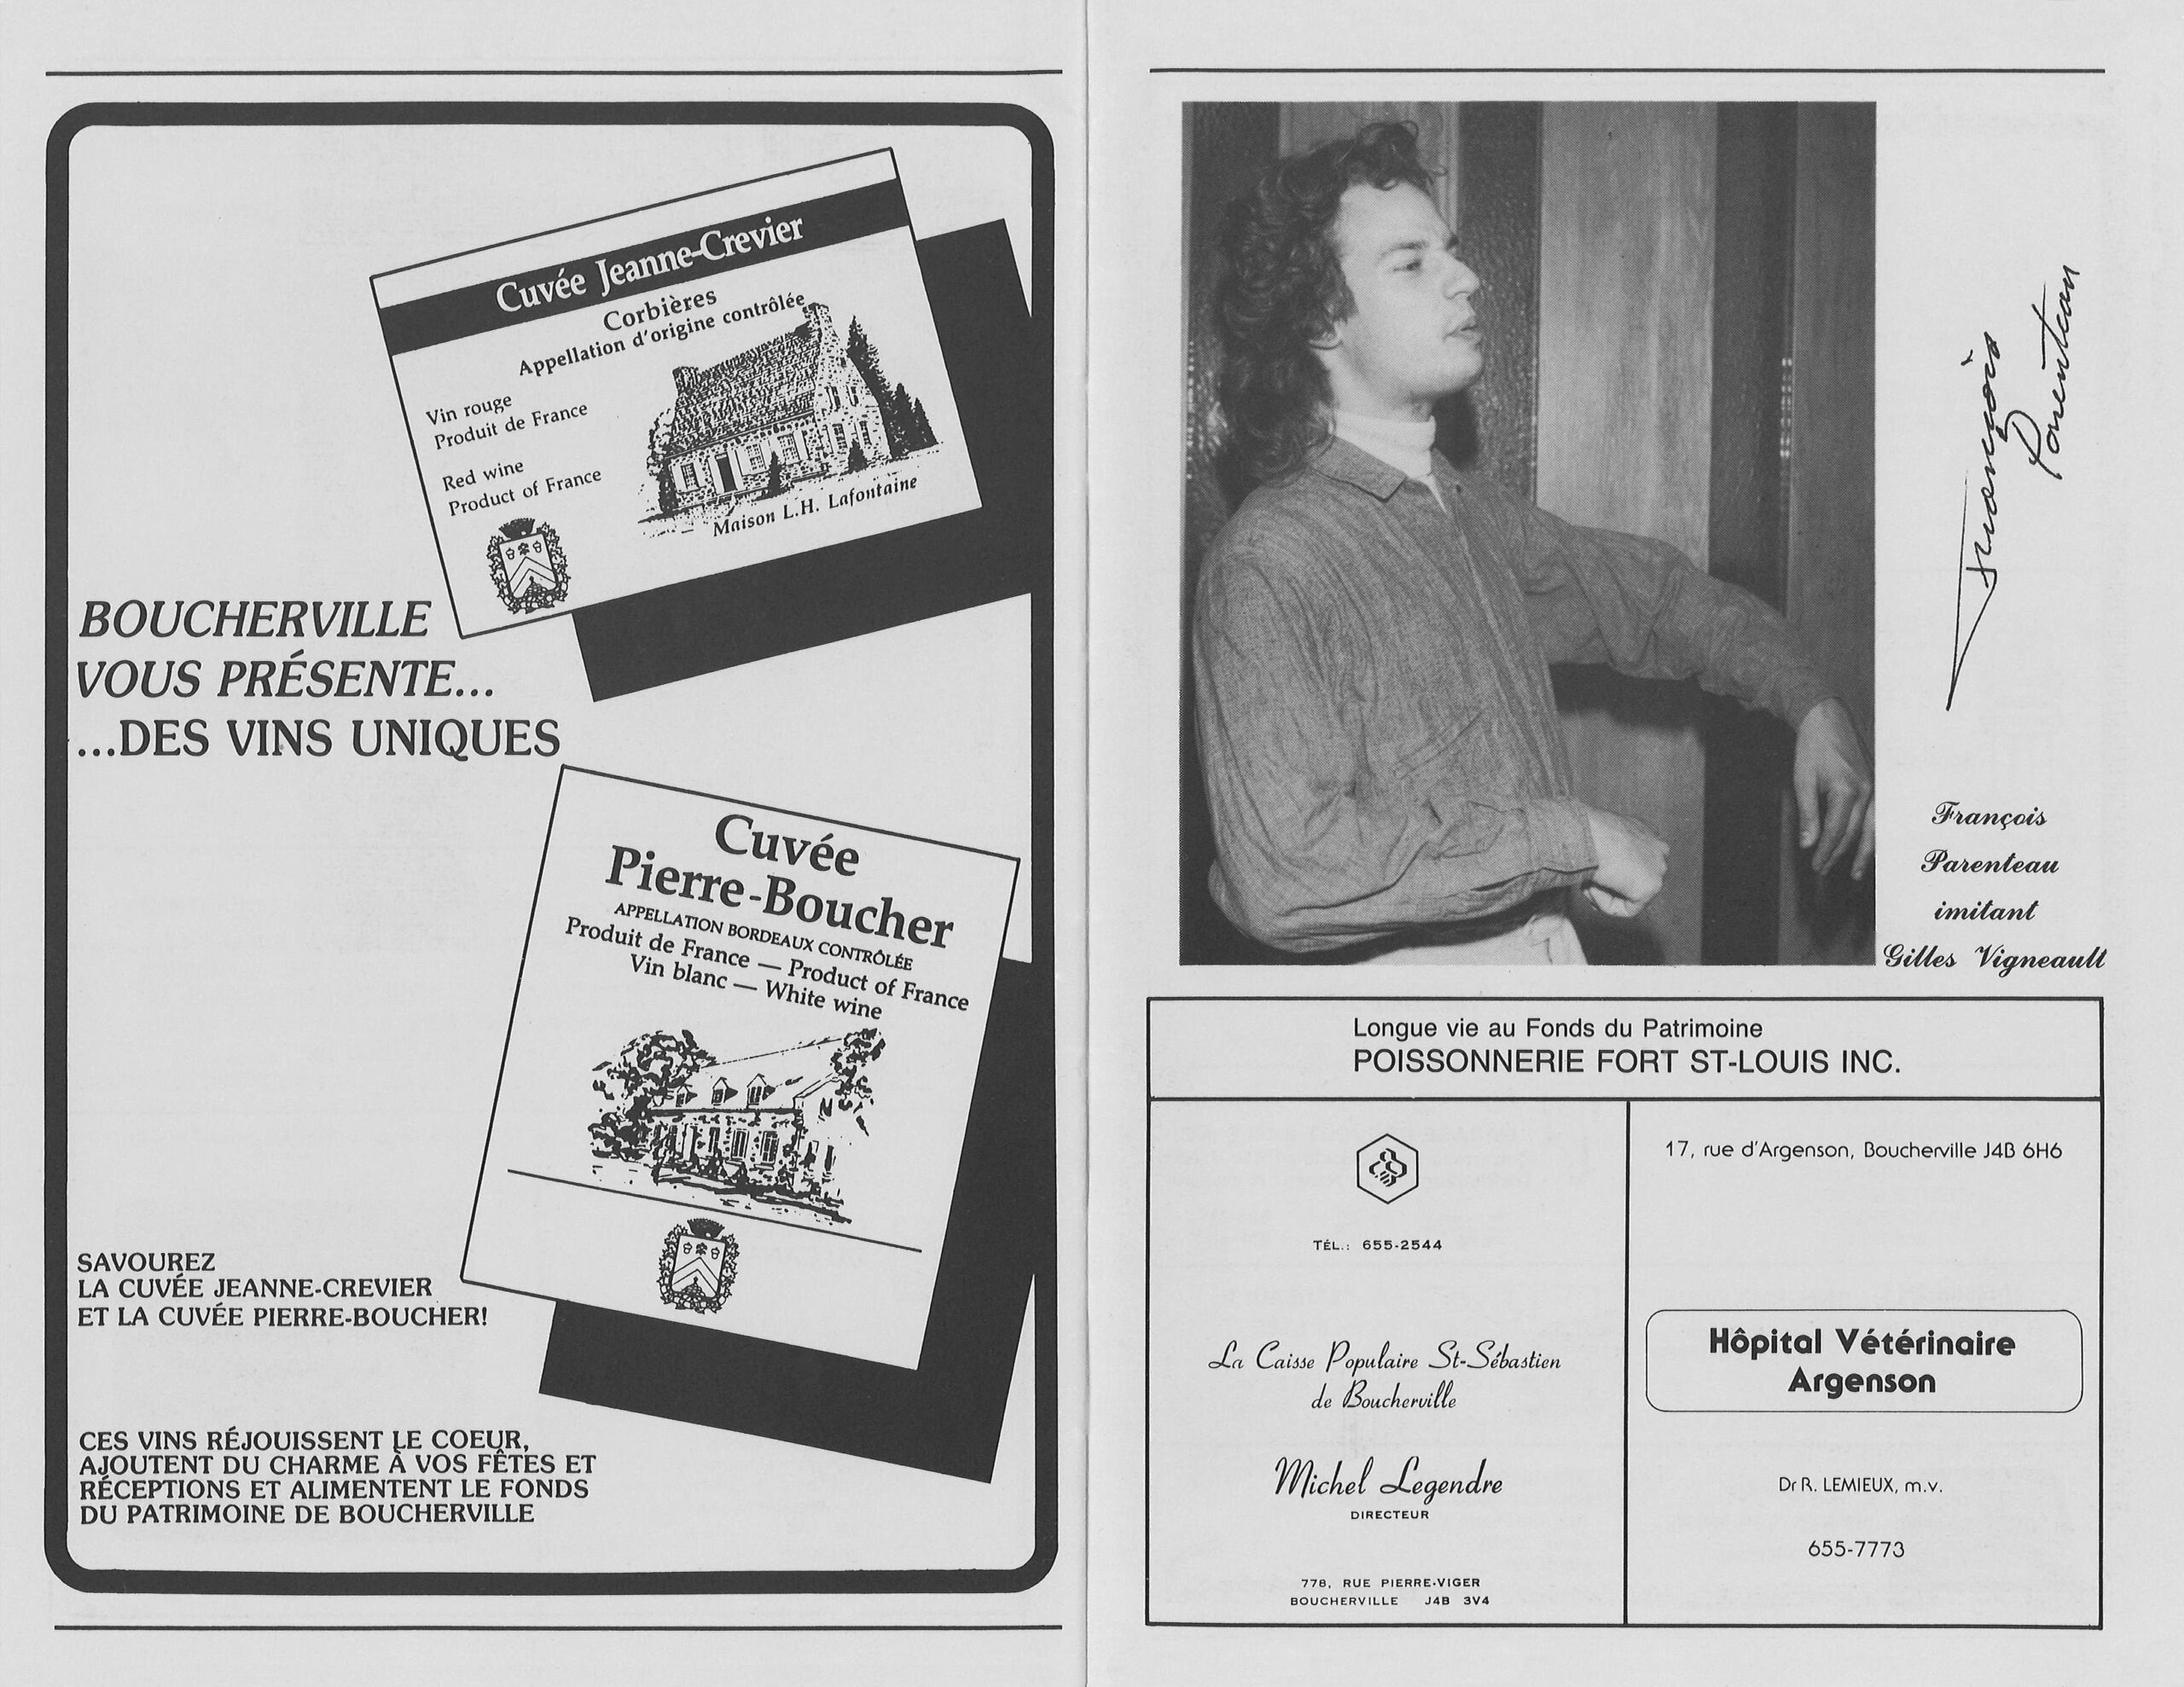 Cuvée Jeanne-Crevier
Corbières
Appellation d'origine contrôlée
Vin rouge
Produit de France
Red wine
Product of France
Maison L.H. Lafontaine
BOUCHERVILLE
VOUS PRÉSENTE...
...DES VINS UNIQUES
Cuvée
Pierre-Boucher
APPELLATION BORDEAUX CONTRÔLÉE
Produit de France — Product of France
Vin blanc — White wine
SAVOUREZ
LA CUVÉE JEANNE-CREVIER
ET LA CUVÉE PIERRE-BOUCHER!
CES VINS RÉJOUISSENT LE COEUR,
AJOUTENT DU CHARME À VOS FÊTES ET
RÉCEPTIONS ET ALIMENTENT LE FONDS
DU PATRIMOINE DE BOUCHERVILLE
François
Parenteau
François
Parenteau
imitant
Gilles Vigneault
Longue vie au Fonds du Patrimoine
POISSONNERIE FORT ST-LOUIS INC.
TÉL.: 655-2544
La Caisse Populaire St-Sébastien
de Boucherville
Michel Legendre
DIRECTEUR
778, RUE PIERRE-VIGER
BOUCHERVILLE J4B 3V4
17, rue d'Argenson, Boucherville J4B 6H6
Hôpital Vétérinaire
Argenson
Dr R. LEMIEUX, m.v.
655-7773